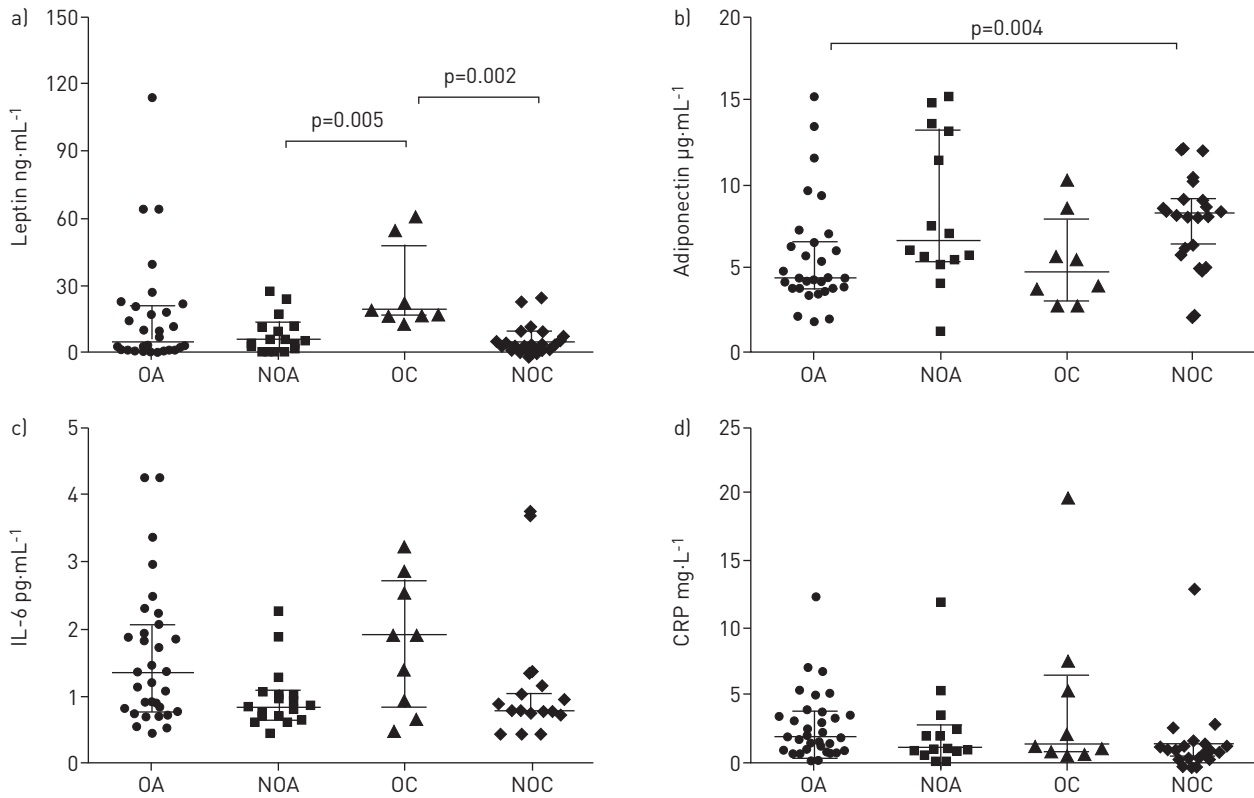 a)
Leptin ng·mL⁻¹
150
120
90
60
30
0
p=0.005
p=0.002
OA NOA OC NOC
b)
Adiponectin µg·mL⁻¹
20
15
10
5
0
p=0.004
OA NOA OC NOC
c)
IL-6 pg·mL⁻¹
5
4
3
2
1
0
OA NOA OC NOC
d)
CRP mg·L⁻¹
25
20
15
10
5
0
OA NOA OC NOC